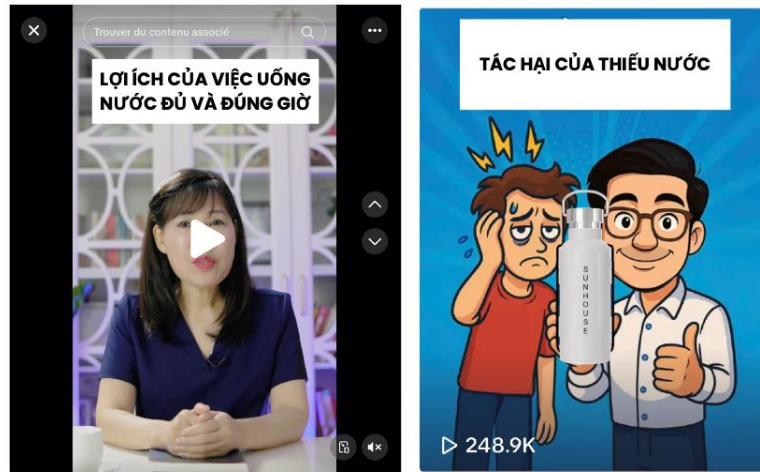 Trouver du contenu associé
LỢI ÍCH CỦA VIỆC UỐNG
NƯỚC ĐỦ VÀ ĐÚNG GIỜ
TÁC HẠI CỦA THIẾU NƯỚC
SUNHOUSE
248.9K